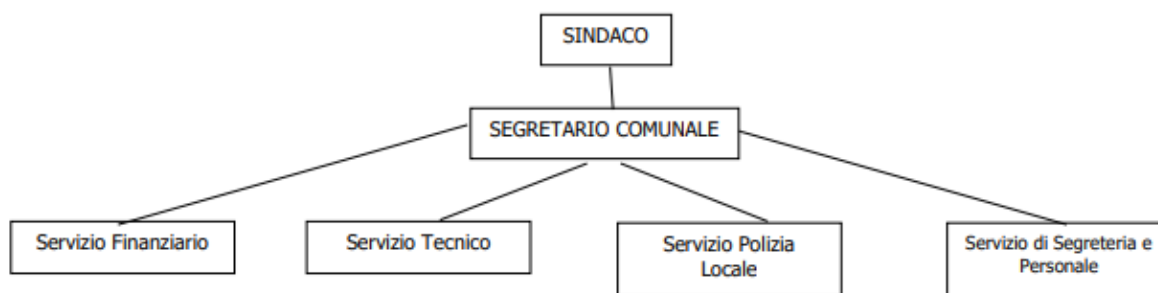 SINDACO
SEGRETARIO COMUNALE
Servizio Finanziario
Servizio Tecnico
Servizio Polizia
Locale
Servizio di Segreteria e
Personale